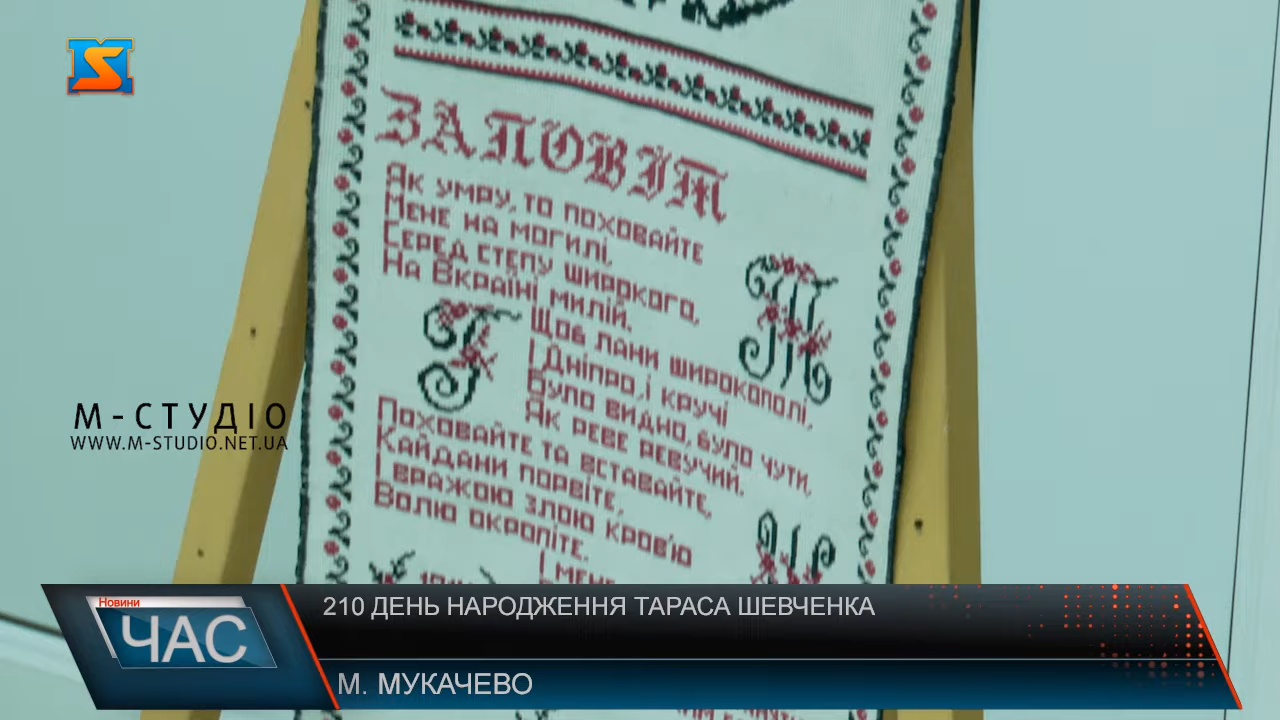 ЗАПОВІТ
Як умру, то поховайте
Мене на могилі,
Серед степу широкого,
На Вкраїні милій.
Щоб лани широкополі,
І Дніпро, і кручі
Було видно, було чути,
Як реве ревучий.
Поховайте та вставайте,
Кайдани порвіте,
І вражою злою кров'ю
Волю окропіте.
І мене
М-СТУДІО
WWW.M-STUDIO.NET.UA
Новини
ЧАС
210 ДЕНЬ НАРОДЖЕННЯ ТАРАСА ШЕВЧЕНКА
М. МУКАЧЕВО